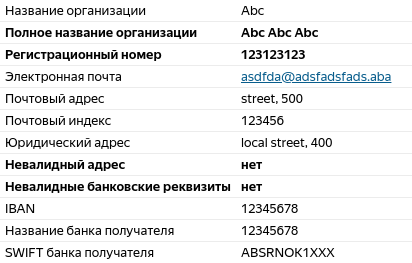 Название организации Abc
Полное название организации Abc Abc Abc
Регистрационный номер 123123123
Электронная почта asdfda@adsfadsfads.aba
Почтовый адрес street, 500
Почтовый индекс 123456
Юридический адрес local street, 400
Невалидный адрес нет
Невалидные банковские реквизиты нет
IBAN 12345678
Название банка получателя 12345678
SWIFT банка получателя ABSRNOK1XXX